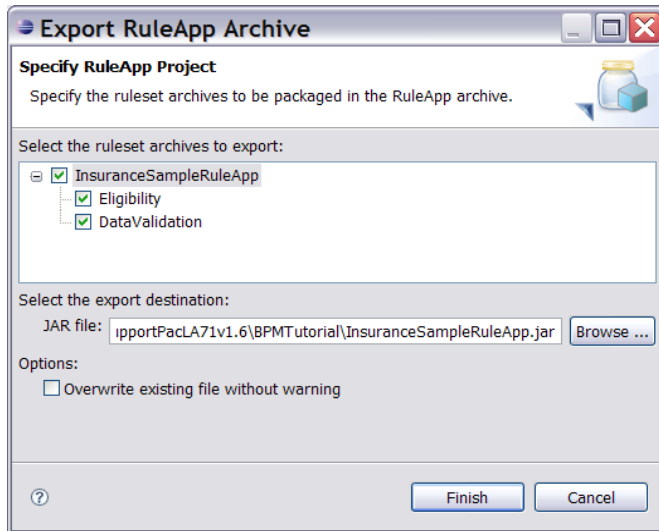 Export RuleApp Archive
Specify RuleApp Project
Specify the ruleset archives to be packaged in the RuleApp archive.
Select the ruleset archives to export:
InsuranceSampleRuleApp
Eligibility
DataValidation
Select the export destination:
JAR file: ıpportPacLA71v1.6\BPMTutorial\InsuranceSampleRuleApp.jar Browse ...
Options:
Overwrite existing file without warning
? Finish Cancel